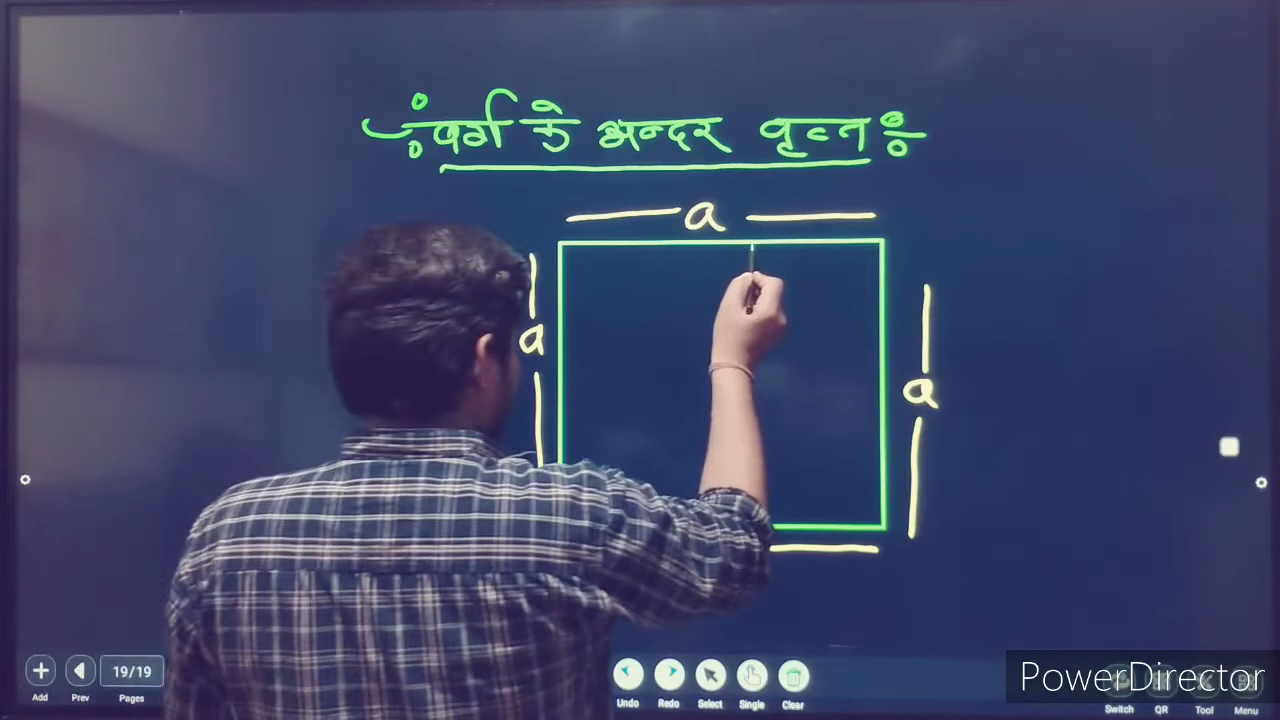 वर्ग के अन्दर वृत्त
a
a
a
19/19
Add Prev Pages Undo Redo Select Single Clear Switch QR Tool Menu
PowerDirector